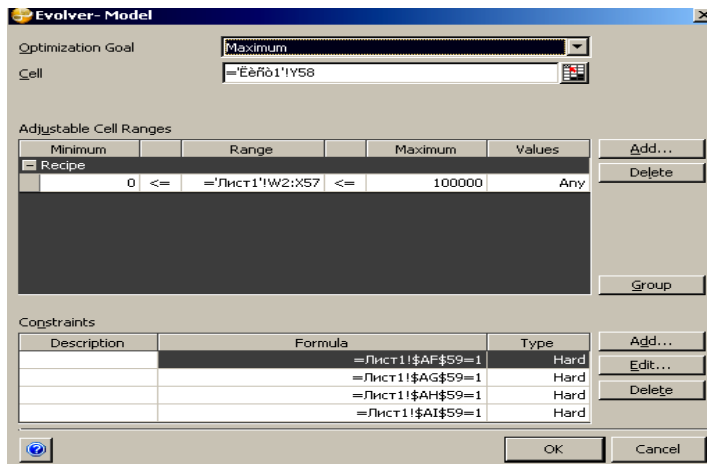 Evolver- Model
Optimization Goal
Maximum
Cell
='Ëèñò1'!Y58
Adjustable Cell Ranges
Minimum Range Maximum Values
Add...
Recipe
Delete
0 <= ='Лист1'!W2:X57 <= 100000 Any
Group
Constraints
Description Formula Type
Add...
=Лист1!$AF$59=1 Hard
Edit...
=Лист1!$AG$59=1 Hard
Delete
=Лист1!$AH$59=1 Hard
=Лист1!$AI$59=1 Hard
OK Cancel